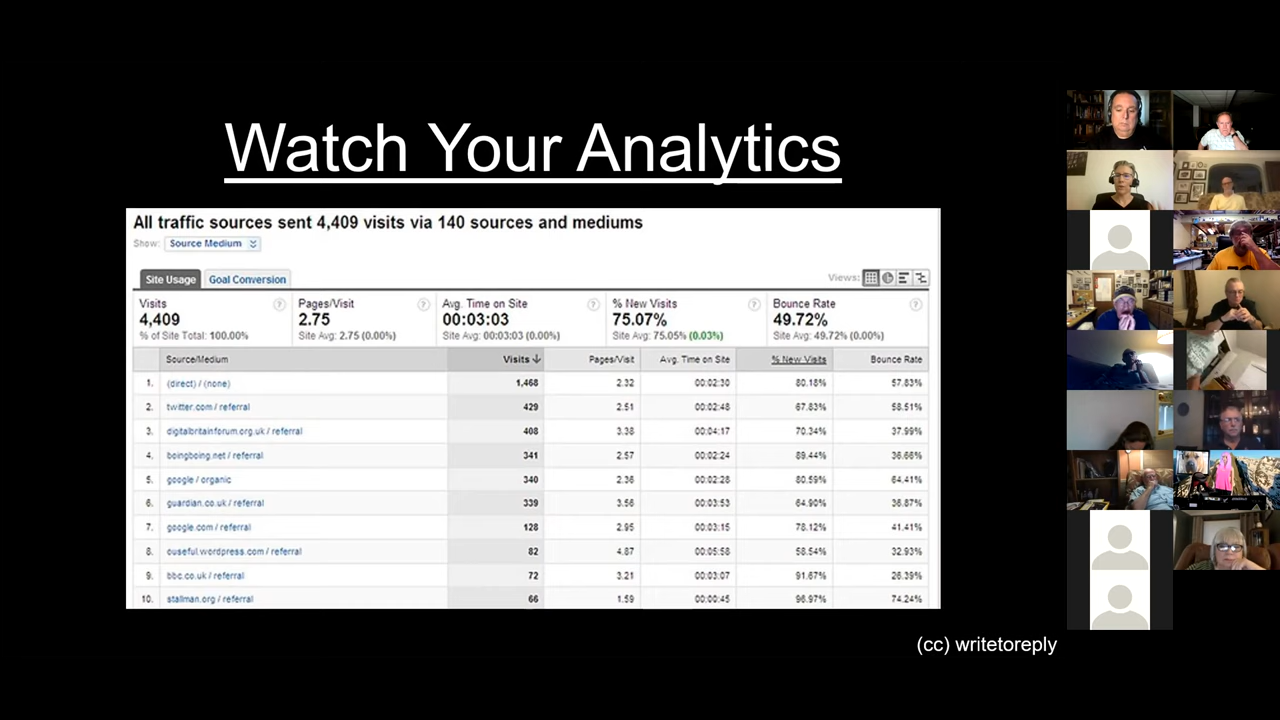 Watch Your Analytics
All traffic sources sent 4,409 visits via 140 sources and mediums
Show: Source Medium
Site Usage Goal Conversion Views:
Visits Pages/Visit Avg. Time on Site % New Visits Bounce Rate
4,409 2.75 00:03:03 75.07% 49.72%
% of Site Total: 100.00% Site Avg: 2.75 (0.00%) Site Avg: 00:03:03 (0.00%) Site Avg: 75.05% (0.03%) Site Avg: 49.72% (0.00%)
Source/Medium Visits ↓ Pages/Visit Avg. Time on Site % New Visits Bounce Rate
1. (direct) / (none) 1,468 2.32 00:02:30 80.18% 57.83%
2. twitter.com / referral 429 2.51 00:02:48 67.83% 58.51%
3. digitalbritainforum.org.uk / referral 408 3.38 00:04:17 70.34% 37.99%
4. boingboing.net / referral 341 2.57 00:02:24 89.44% 36.66%
5. google / organic 340 2.36 00:02:28 80.59% 64.41%
6. guardian.co.uk / referral 339 3.56 00:03:53 64.90% 36.87%
7. google.com / referral 128 2.95 00:03:15 78.12% 41.41%
8. ouseful.wordpress.com / referral 82 4.87 00:05:58 58.54% 32.93%
9. bbc.co.uk / referral 72 3.21 00:03:07 91.67% 26.39%
10. stallman.org / referral 66 1.59 00:00:45 96.97% 74.24%
(cc) writetoreply